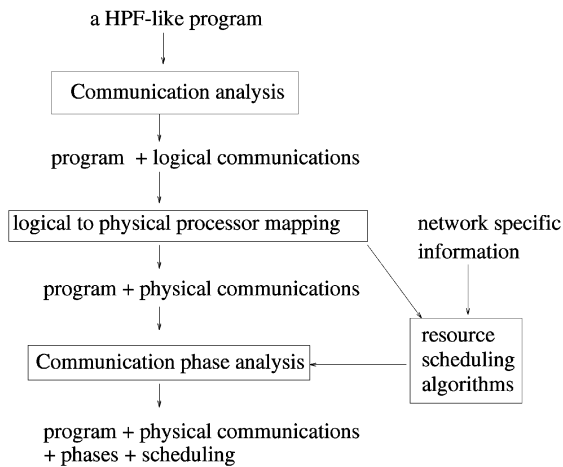 a HPF-like program
Communication analysis
program + logical communications
logical to physical processor mapping
network specific
information
program + physical communications
resource
scheduling
algorithms
Communication phase analysis
program + physical communications
+ phases + scheduling